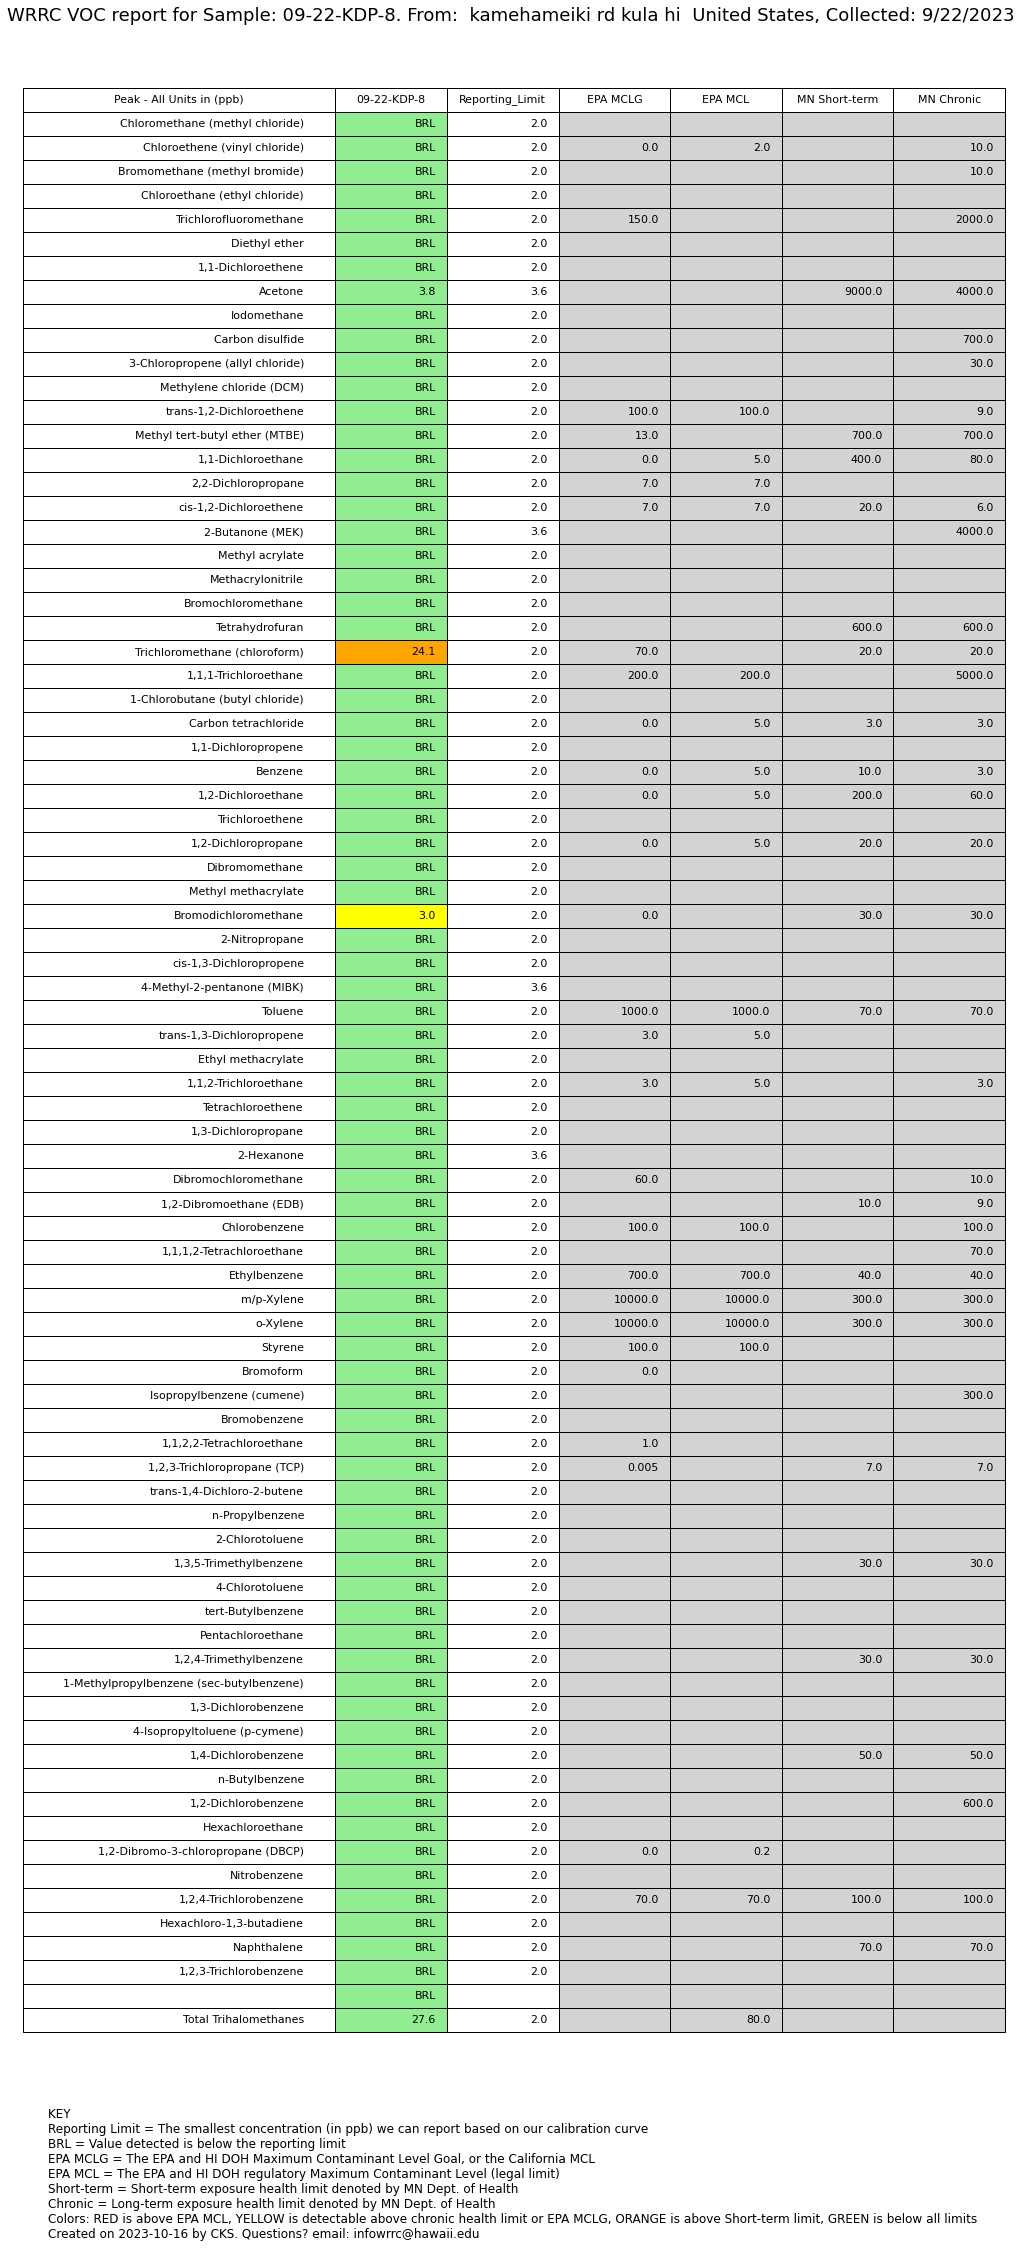 WRRC VOC report for Sample: 09-22-KDP-8. From:  kamehameiki rd kula hi  United States, Collected: 9/22/2023
Peak - All Units in (ppb) 09-22-KDP-8 Reporting_Limit EPA MCLG EPA MCL MN Short-term MN Chronic
Chloromethane (methyl chloride) BRL 2.0
Chloroethene (vinyl chloride) BRL 2.0 0.0 2.0 10.0
Bromomethane (methyl bromide) BRL 2.0 10.0
Chloroethane (ethyl chloride) BRL 2.0
Trichlorofluoromethane BRL 2.0 150.0 2000.0
Diethyl ether BRL 2.0
1,1-Dichloroethene BRL 2.0
Acetone 3.8 3.6 9000.0 4000.0
Iodomethane BRL 2.0
Carbon disulfide BRL 2.0 700.0
3-Chloropropene (allyl chloride) BRL 2.0 30.0
Methylene chloride (DCM) BRL 2.0
trans-1,2-Dichloroethene BRL 2.0 100.0 100.0 9.0
Methyl tert-butyl ether (MTBE) BRL 2.0 13.0 700.0 700.0
1,1-Dichloroethane BRL 2.0 0.0 5.0 400.0 80.0
2,2-Dichloropropane BRL 2.0 7.0 7.0
cis-1,2-Dichloroethene BRL 2.0 7.0 7.0 20.0 6.0
2-Butanone (MEK) BRL 3.6 4000.0
Methyl acrylate BRL 2.0
Methacrylonitrile BRL 2.0
Bromochloromethane BRL 2.0
Tetrahydrofuran BRL 2.0 600.0 600.0
Trichloromethane (chloroform) 24.1 2.0 70.0 20.0 20.0
1,1,1-Trichloroethane BRL 2.0 200.0 200.0 5000.0
1-Chlorobutane (butyl chloride) BRL 2.0
Carbon tetrachloride BRL 2.0 0.0 5.0 3.0 3.0
1,1-Dichloropropene BRL 2.0
Benzene BRL 2.0 0.0 5.0 10.0 3.0
1,2-Dichloroethane BRL 2.0 0.0 5.0 200.0 60.0
Trichloroethene BRL 2.0
1,2-Dichloropropane BRL 2.0 0.0 5.0 20.0 20.0
Dibromomethane BRL 2.0
Methyl methacrylate BRL 2.0
Bromodichloromethane 3.0 2.0 0.0 30.0 30.0
2-Nitropropane BRL 2.0
cis-1,3-Dichloropropene BRL 2.0
4-Methyl-2-pentanone (MIBK) BRL 3.6
Toluene BRL 2.0 1000.0 1000.0 70.0 70.0
trans-1,3-Dichloropropene BRL 2.0 3.0 5.0
Ethyl methacrylate BRL 2.0
1,1,2-Trichloroethane BRL 2.0 3.0 5.0 3.0
Tetrachloroethene BRL 2.0
1,3-Dichloropropane BRL 2.0
2-Hexanone BRL 3.6
Dibromochloromethane BRL 2.0 60.0 10.0
1,2-Dibromoethane (EDB) BRL 2.0 10.0 9.0
Chlorobenzene BRL 2.0 100.0 100.0 100.0
1,1,1,2-Tetrachloroethane BRL 2.0 70.0
Ethylbenzene BRL 2.0 700.0 700.0 40.0 40.0
m/p-Xylene BRL 2.0 10000.0 10000.0 300.0 300.0
o-Xylene BRL 2.0 10000.0 10000.0 300.0 300.0
Styrene BRL 2.0 100.0 100.0
Bromoform BRL 2.0 0.0
Isopropylbenzene (cumene) BRL 2.0 300.0
Bromobenzene BRL 2.0
1,1,2,2-Tetrachloroethane BRL 2.0 1.0
1,2,3-Trichloropropane (TCP) BRL 2.0 0.005 7.0 7.0
trans-1,4-Dichloro-2-butene BRL 2.0
n-Propylbenzene BRL 2.0
2-Chlorotoluene BRL 2.0
1,3,5-Trimethylbenzene BRL 2.0 30.0 30.0
4-Chlorotoluene BRL 2.0
tert-Butylbenzene BRL 2.0
Pentachloroethane BRL 2.0
1,2,4-Trimethylbenzene BRL 2.0 30.0 30.0
1-Methylpropylbenzene (sec-butylbenzene) BRL 2.0
1,3-Dichlorobenzene BRL 2.0
4-Isopropyltoluene (p-cymene) BRL 2.0
1,4-Dichlorobenzene BRL 2.0 50.0 50.0
n-Butylbenzene BRL 2.0
1,2-Dichlorobenzene BRL 2.0 600.0
Hexachloroethane BRL 2.0
1,2-Dibromo-3-chloropropane (DBCP) BRL 2.0 0.0 0.2
Nitrobenzene BRL 2.0
1,2,4-Trichlorobenzene BRL 2.0 70.0 70.0 100.0 100.0
Hexachloro-1,3-butadiene BRL 2.0
Naphthalene BRL 2.0 70.0 70.0
1,2,3-Trichlorobenzene BRL 2.0
BRL
Total Trihalomethanes 27.6 2.0 80.0
KEY
Reporting Limit = The smallest concentration (in ppb) we can report based on our calibration curve
BRL = Value detected is below the reporting limit
EPA MCLG = The EPA and HI DOH Maximum Contaminant Level Goal, or the California MCL
EPA MCL = The EPA and HI DOH regulatory Maximum Contaminant Level (legal limit)
Short-term = Short-term exposure health limit denoted by MN Dept. of Health
Chronic = Long-term exposure health limit denoted by MN Dept. of Health
Colors: RED is above EPA MCL, YELLOW is detectable above chronic health limit or EPA MCLG, ORANGE is above Short-term limit, GREEN is below all limits
Created on 2023-10-16 by CKS. Questions? email: infowrrc@hawaii.edu